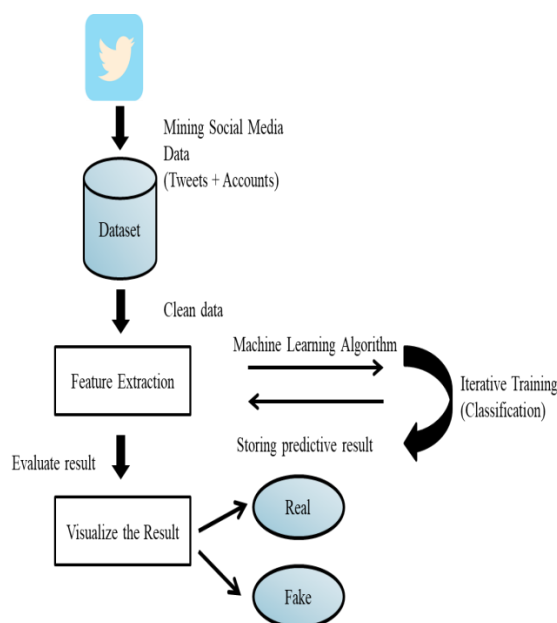 Mining Social Media
Data
(Tweets + Accounts)
Dataset
Clean data
Machine Learning Algorithm
Feature Extraction
Iterative Training
(Classification)
Storing predictive result
Evaluate result
Real
Visualize the Result
Fake